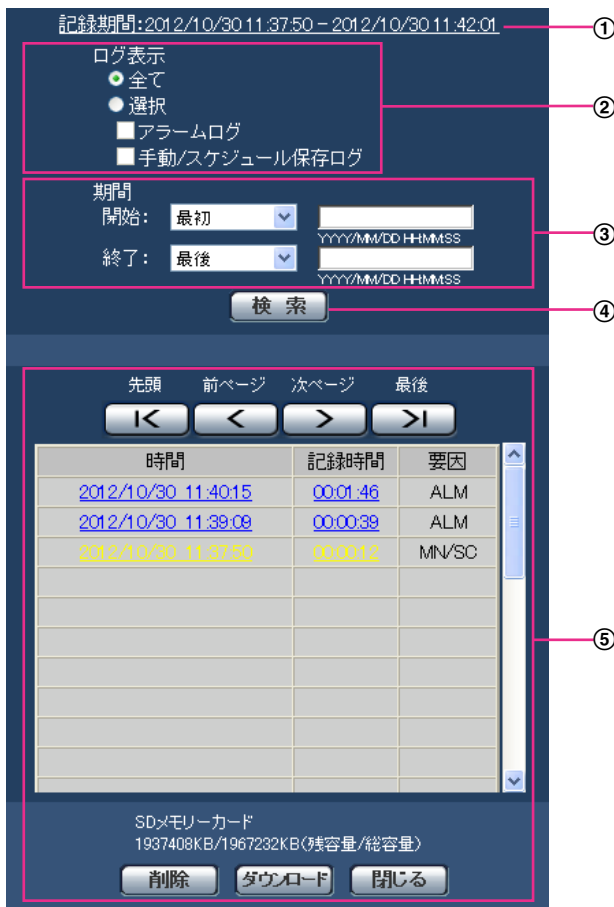 記録期間:2012/10/30 11:37:50 − 2012/10/30 11:42:01
①
ログ表示
全て
選択
アラームログ
手動/スケジュール保存ログ
②
期間
開始: 最初
YYYY/MM/DD HH:MM:SS
終了: 最後
YYYY/MM/DD HH:MM:SS
③
検 索
④
先頭 前ページ 次ページ 最後
|< < > >|
時間 記録時間 要因
2012/10/30 11:40:15 00:01:46 ALM
2012/10/30 11:39:09 00:00:39 ALM
2012/10/30 11:37:50 00:00:12 MN/SC
⑤
SDメモリーカード
1937408KB/1967232KB(残容量/総容量)
削除 ダウンロード 閉じる